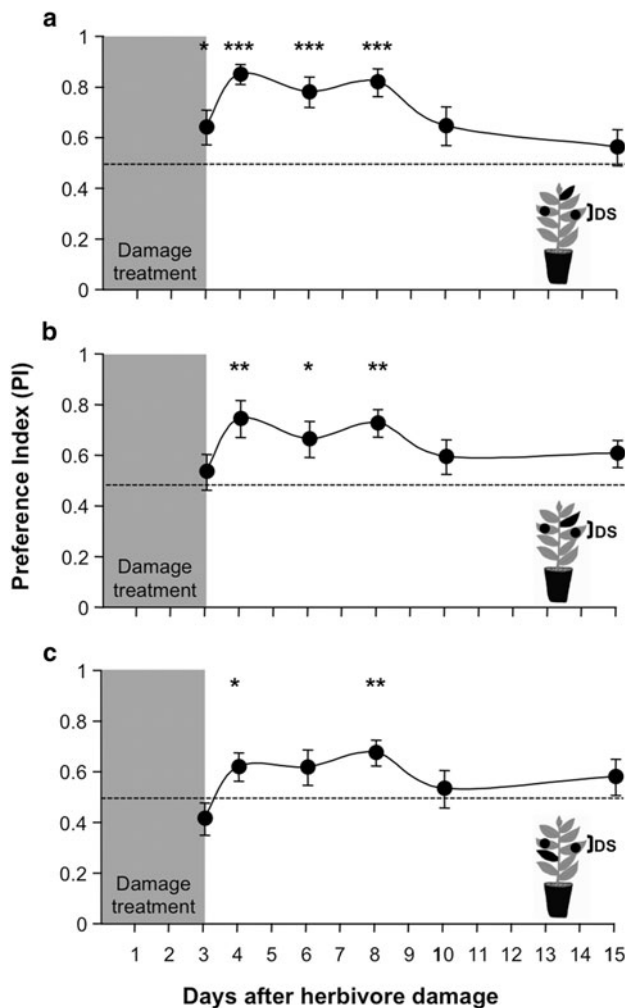 a
* *** *** ***
1
0.8
0.6
0.4
0.2
0
Damage
treatment
DS
b
** * **
1
0.8
0.6
0.4
0.2
0
Damage
treatment
DS
Preference Index (PI)
c
* **
1
0.8
0.6
0.4
0.2
0
Damage
treatment
DS
1 2 3 4 5 6 7 8 9 10 11 12 13 14 15
Days after herbivore damage